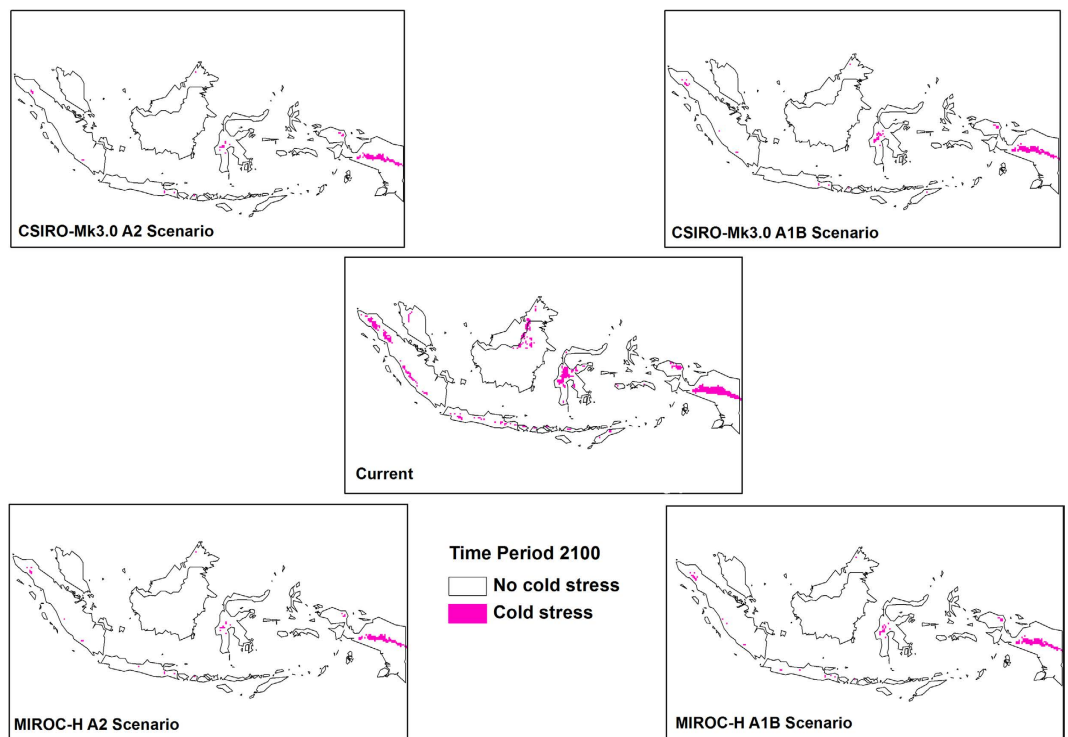 CSIRO-Mk3.0 A2 Scenario
CSIRO-Mk3.0 A1B Scenario
Current
Time Period 2100
No cold stress
Cold stress
MIROC-H A2 Scenario
MIROC-H A1B Scenario